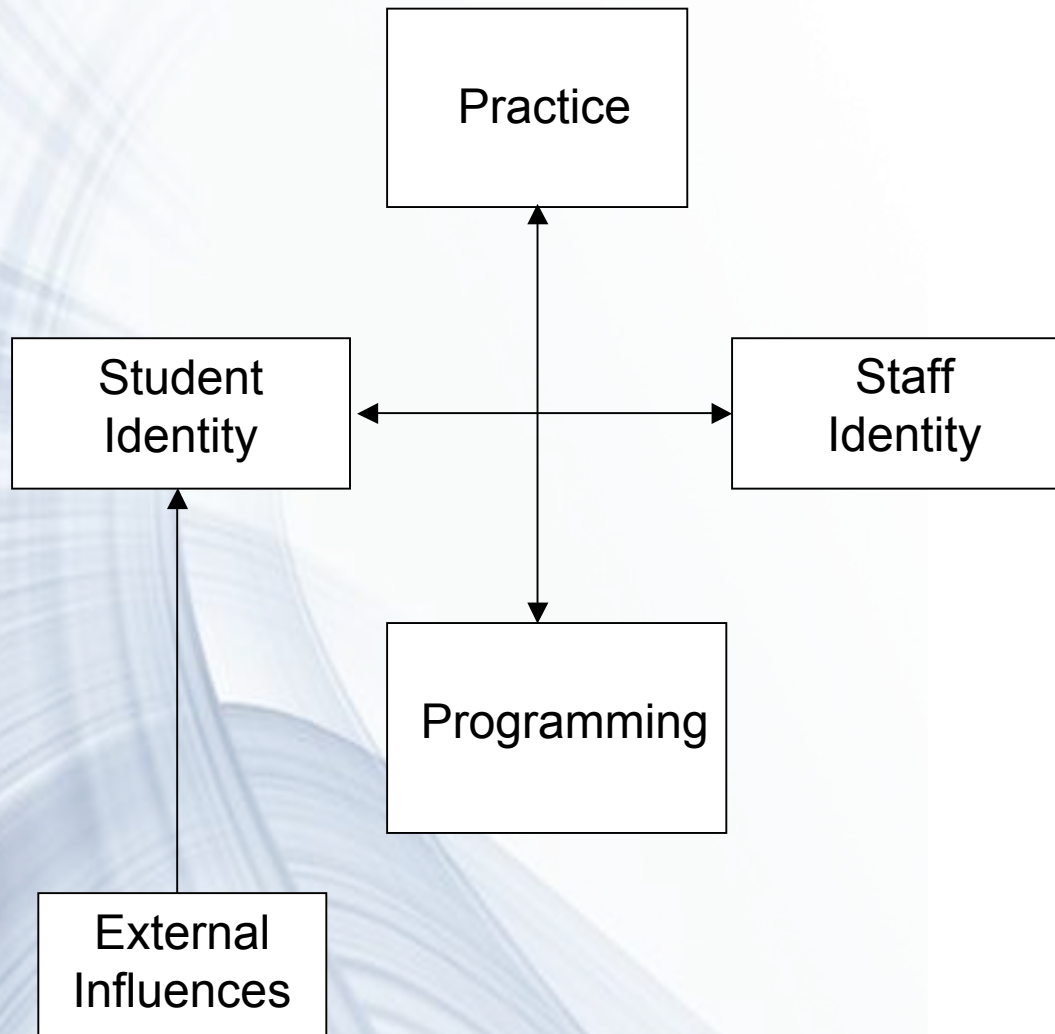 Practice
Student
Identity
Staff
Identity
Programming
External
Influences